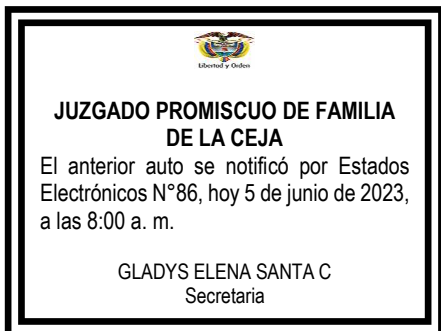 Libertad y Orden
JUZGADO PROMISCUO DE FAMILIA
DE LA CEJA
El anterior auto se notificó por Estados
Electrónicos N°86, hoy 5 de junio de 2023,
a las 8:00 a. m.
GLADYS ELENA SANTA C
Secretaria